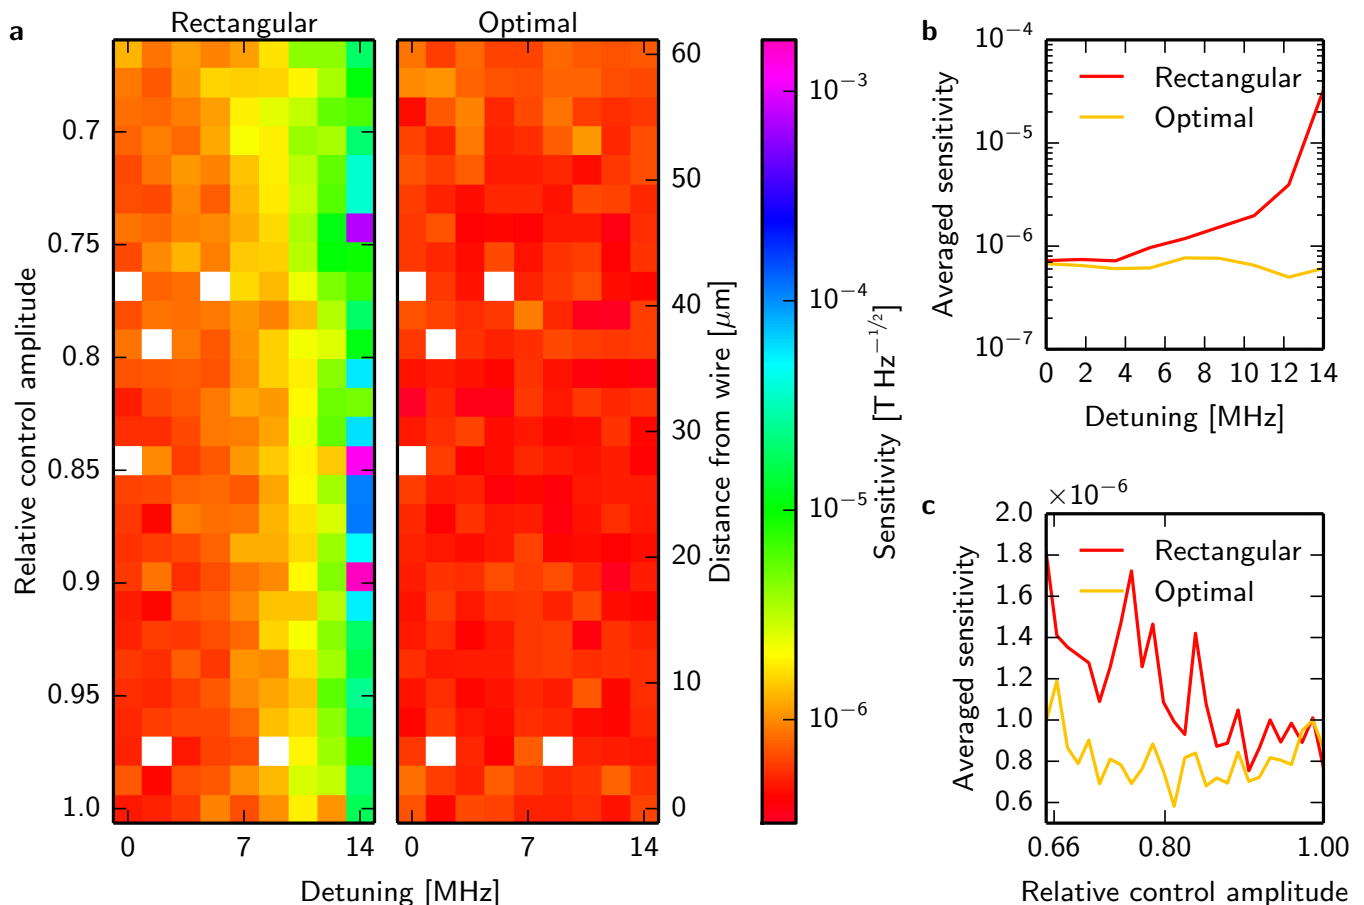 a
Rectangular
Optimal
0.7
0.75
0.8
0.85
0.9
0.95
1.0
Relative control amplitude
0
7
14
0
7
14
Detuning [MHz]
60
50
40
30
20
10
0
Distance from wire [μm]
10⁻³
10⁻⁴
10⁻⁵
10⁻⁶
Sensitivity [T Hz⁻¹/²]
b
10⁻⁴
10⁻⁵
10⁻⁶
10⁻⁷
Averaged sensitivity
Rectangular
Optimal
0 2 4 6 8 10 12 14
Detuning [MHz]
c
×10⁻⁶
2.0
1.8
1.6
1.4
1.2
1.0
0.8
0.6
Averaged sensitivity
Rectangular
Optimal
0.66 0.80 1.00
Relative control amplitude